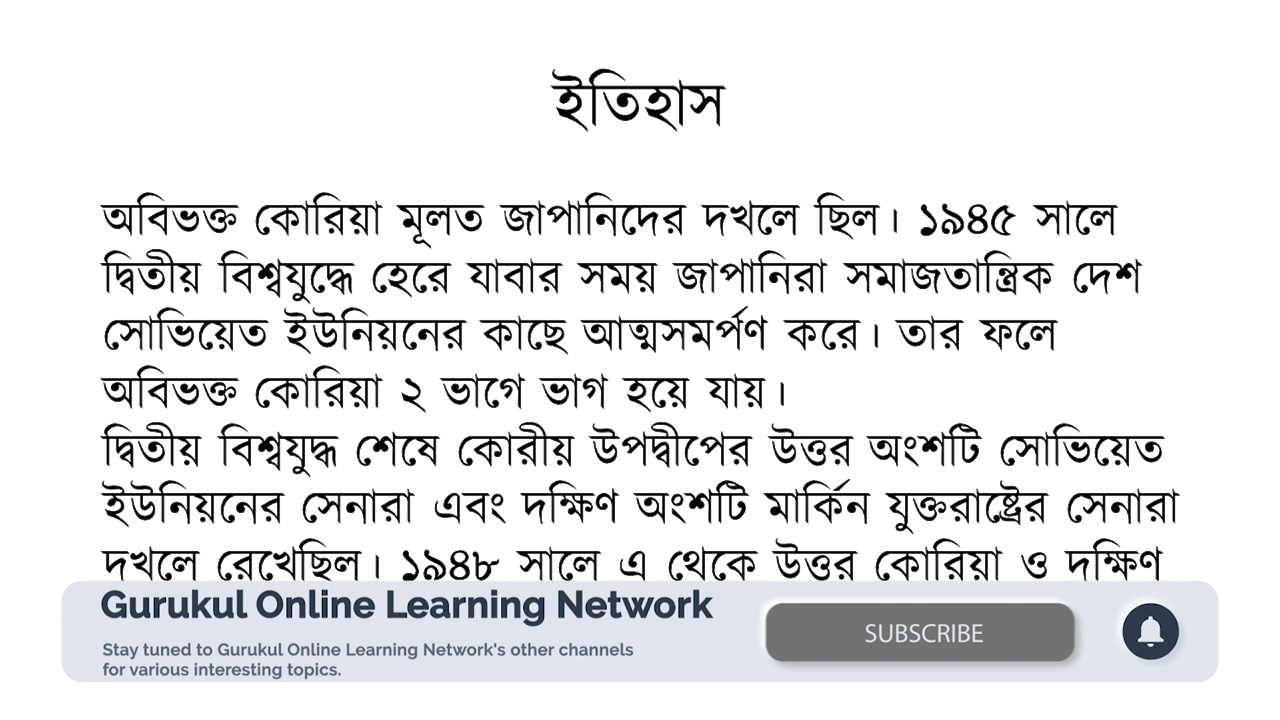 ইতিহাস
অবিভক্ত কোরিয়া মূলত জাপানিদের দখলে ছিল। ১৯৪৫ সালে
দ্বিতীয় বিশ্বযুদ্ধে হেরে যাবার সময় জাপানিরা সমাজতান্ত্রিক দেশ
সোভিয়েত ইউনিয়নের কাছে আত্মসমর্পণ করে। তার ফলে
অবিভক্ত কোরিয়া ২ ভাগে ভাগ হয়ে যায়।
দ্বিতীয় বিশ্বযুদ্ধ শেষে কোরীয় উপদ্বীপের উত্তর অংশটি সোভিয়েত
ইউনিয়নের সেনারা এবং দক্ষিণ অংশটি মার্কিন যুক্তরাষ্ট্রের সেনারা
দখলে রেখেছিল। ১৯৪৮ সালে এ থেকে উত্তর কোরিয়া ও দক্ষিণ
Gurukul Online Learning Network
Stay tuned to Gurukul Online Learning Network's other channels
for various interesting topics.
SUBSCRIBE